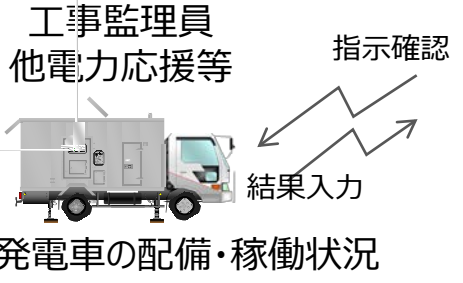 工事監理員
他電力応援等
指示確認
結果入力
発電車の配備・稼働状況